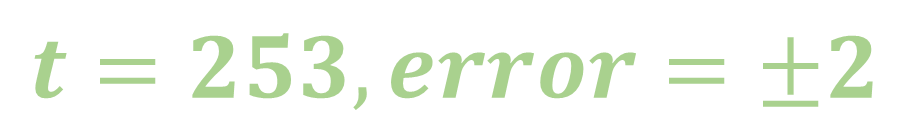 t = 253, error = ±2